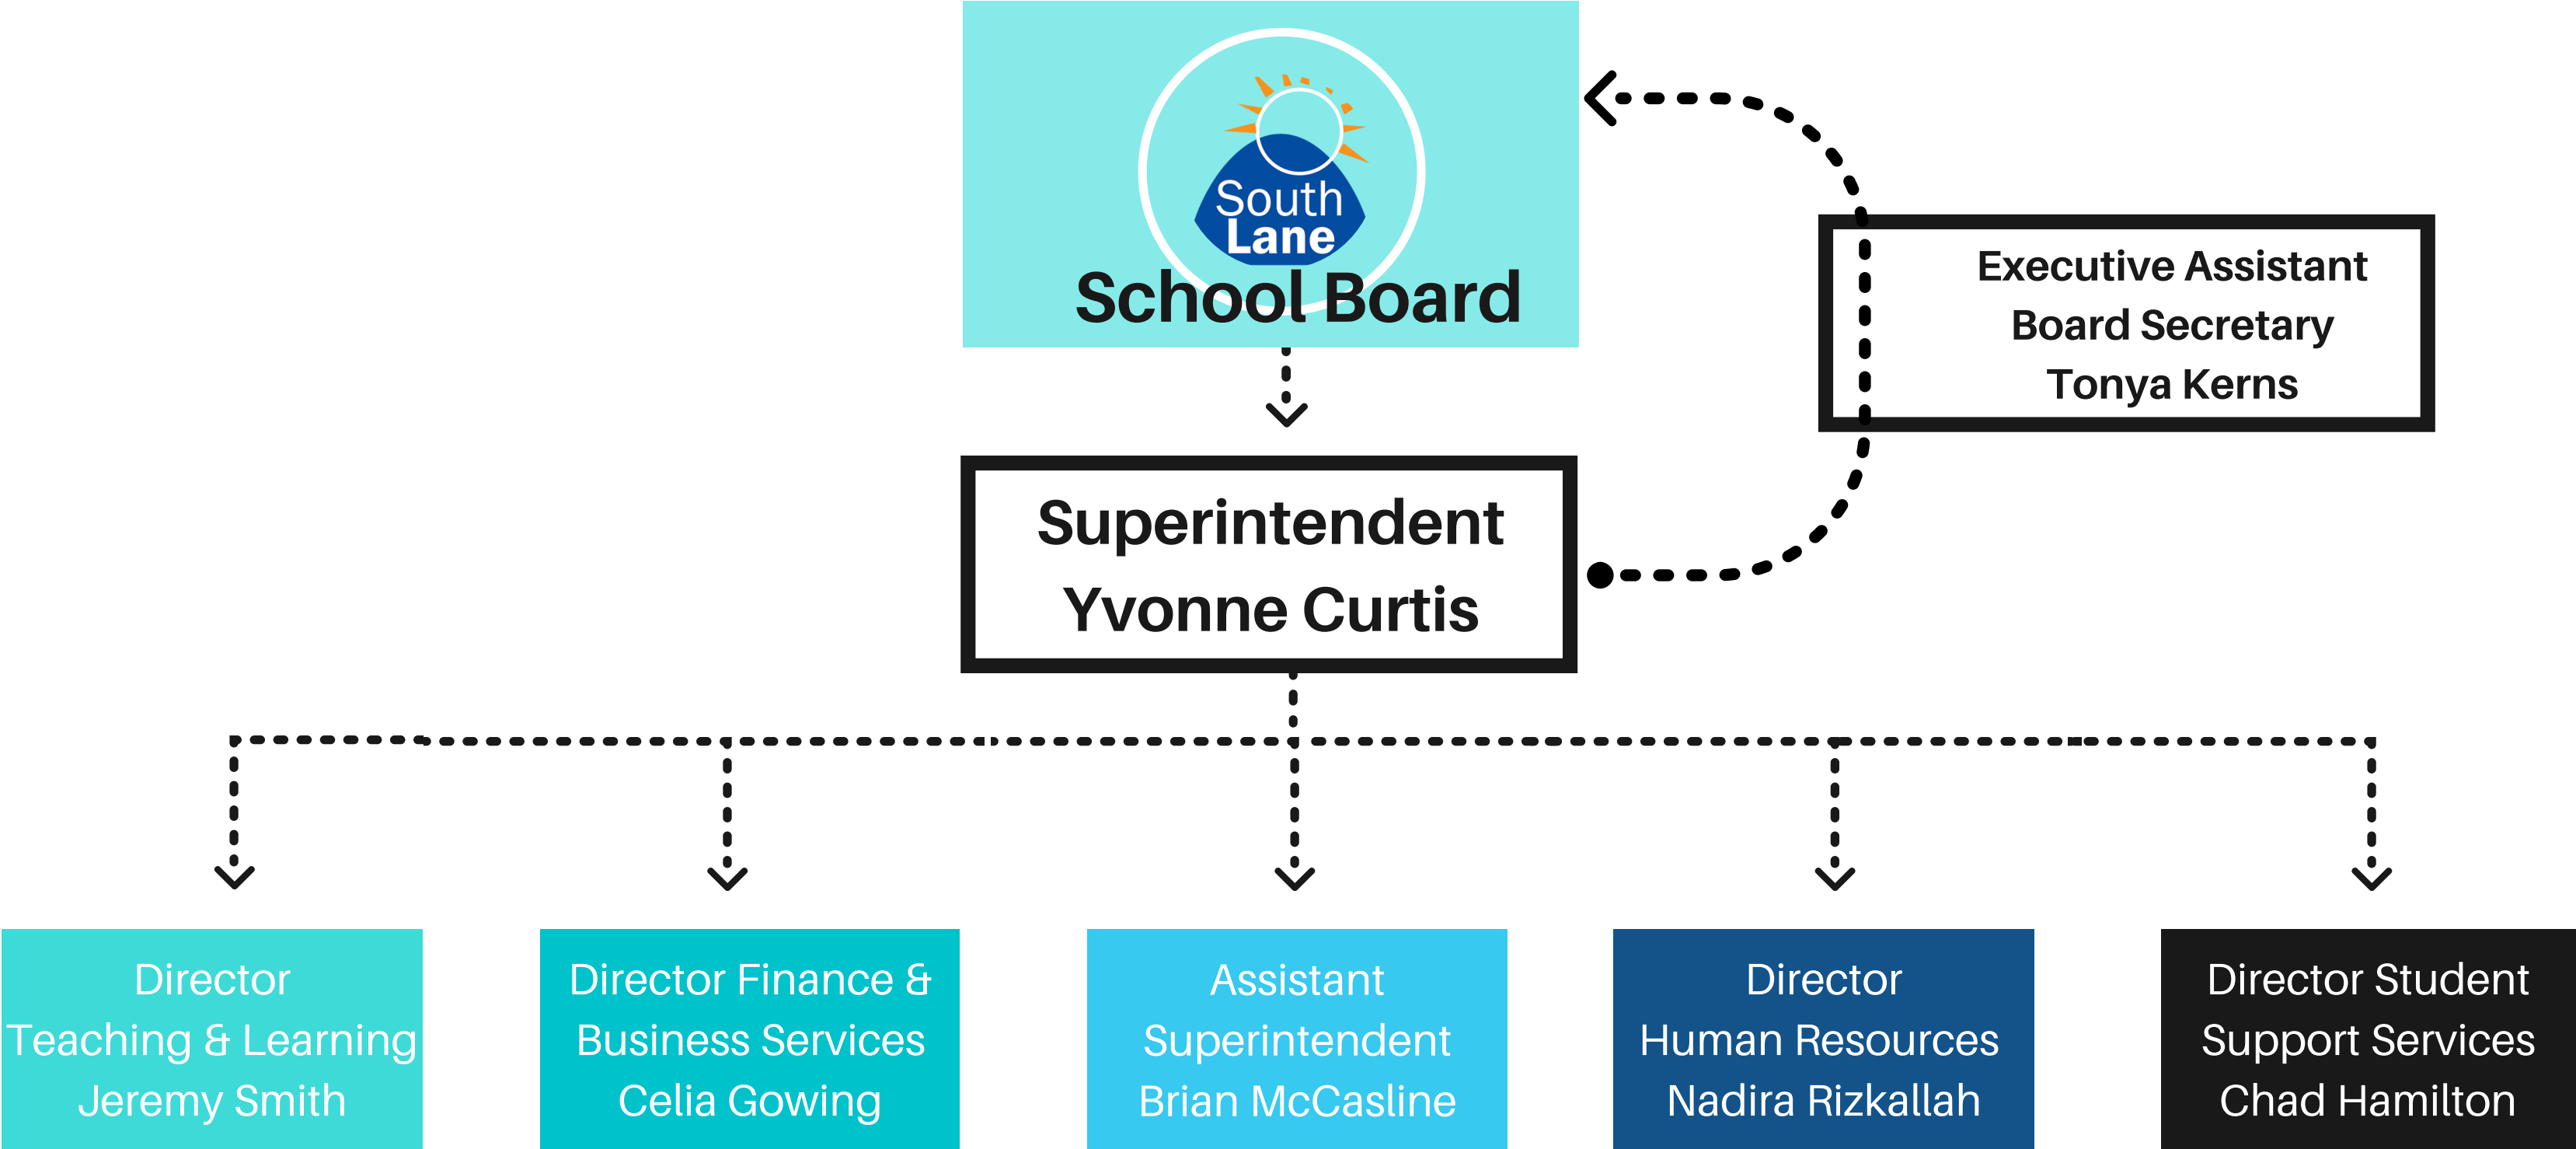 South
Lane
School Board
Executive Assistant
Board Secretary
Tonya Kerns
Superintendent
Yvonne Curtis
Director
Teaching & Learning
Jeremy Smith
Director Finance &
Business Services
Celia Gowing
Assistant
Superintendent
Brian McCasline
Director
Human Resources
Nadira Rizkallah
Director Student
Support Services
Chad Hamilton